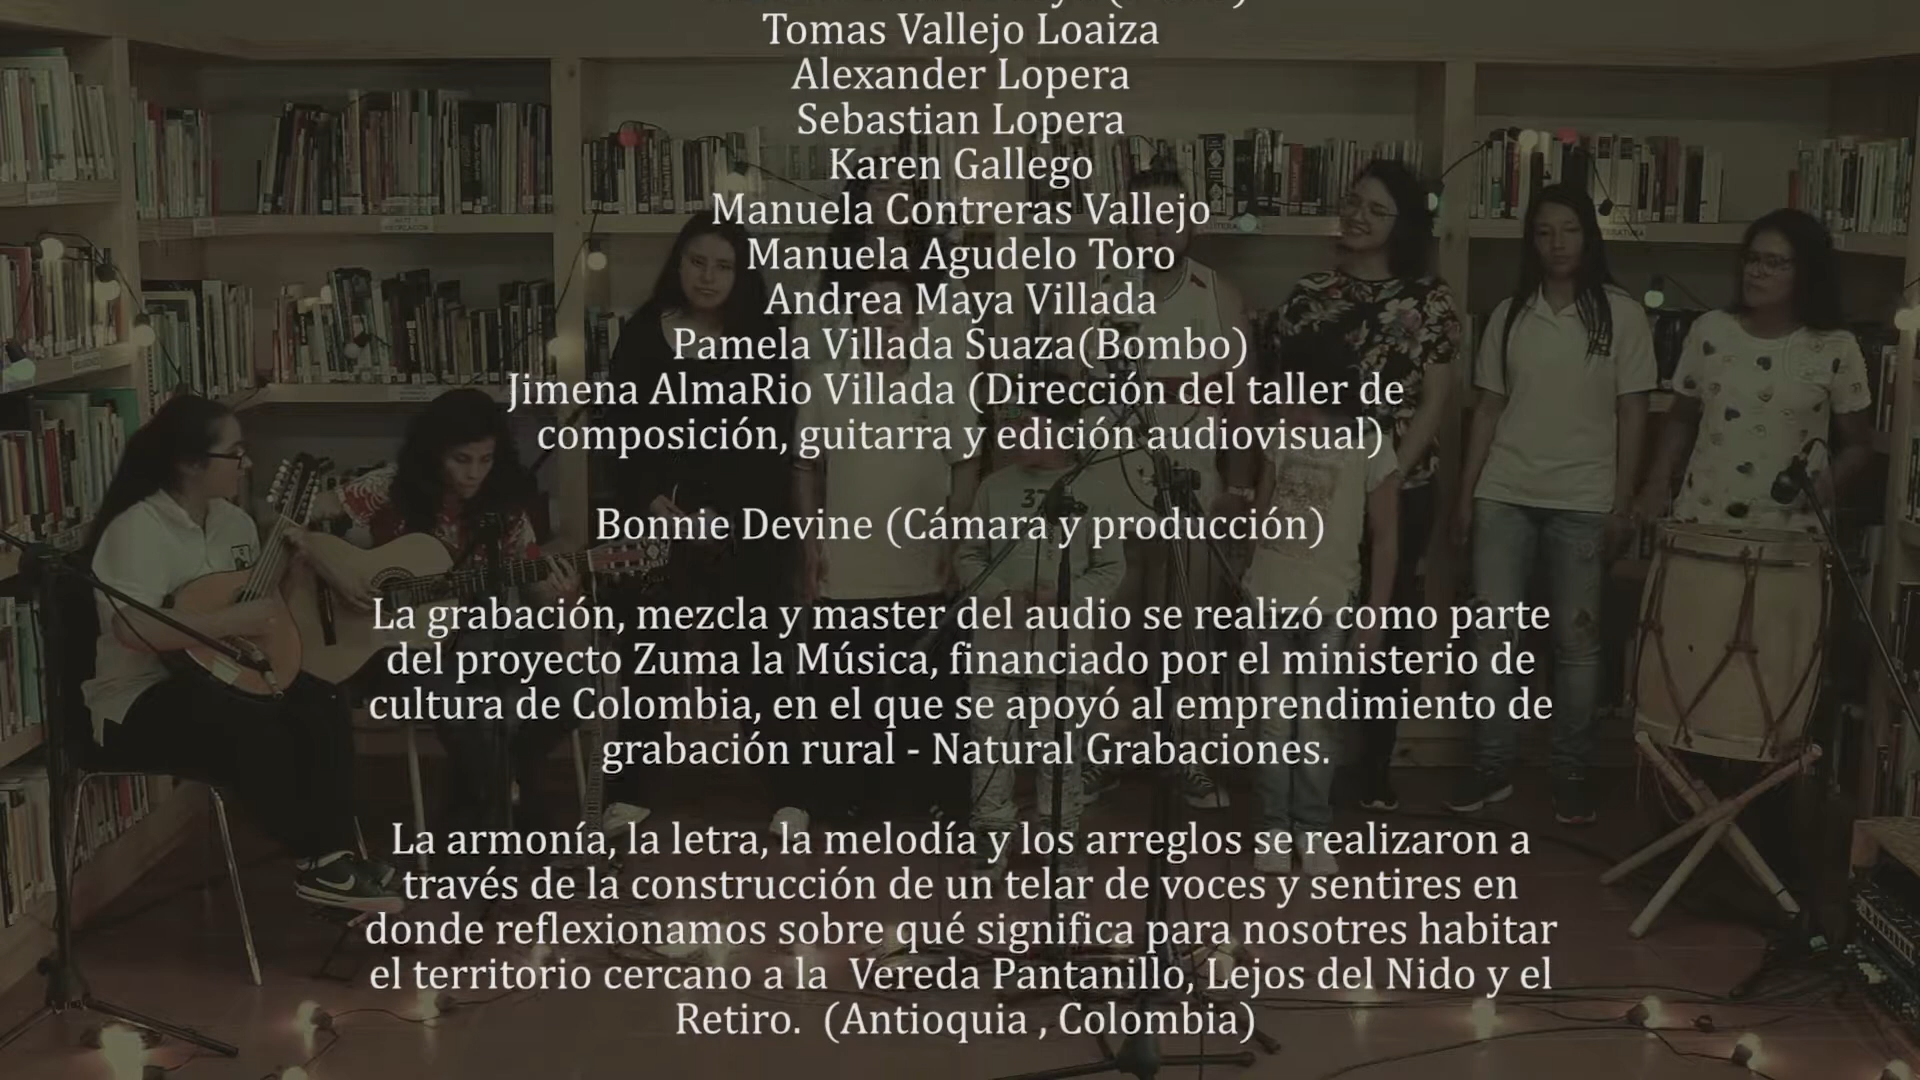 Tomas Vallejo Loaiza
Alexander Lopera
Sebastian Lopera
Karen Gallego
Manuela Contreras Vallejo
Manuela Agudelo Toro
Andrea Maya Villada
Pamela Villada Suaza(Bombo)
Jimena AlmaRio Villada (Dirección del taller de
composición, guitarra y edición audiovisual)
Bonnie Devine (Cámara y producción)
La grabación, mezcla y master del audio se realizó como parte
del proyecto Zuma la Música, financiado por el ministerio de
cultura de Colombia, en el que se apoyó al emprendimiento de
grabación rural - Natural Grabaciones.
La armonía, la letra, la melodía y los arreglos se realizaron a
través de la construcción de un telar de voces y sentires en
donde reflexionamos sobre qué significa para nosotres habitar
el territorio cercano a la  Vereda Pantanillo, Lejos del Nido y el
Retiro.  (Antioquia , Colombia)
37